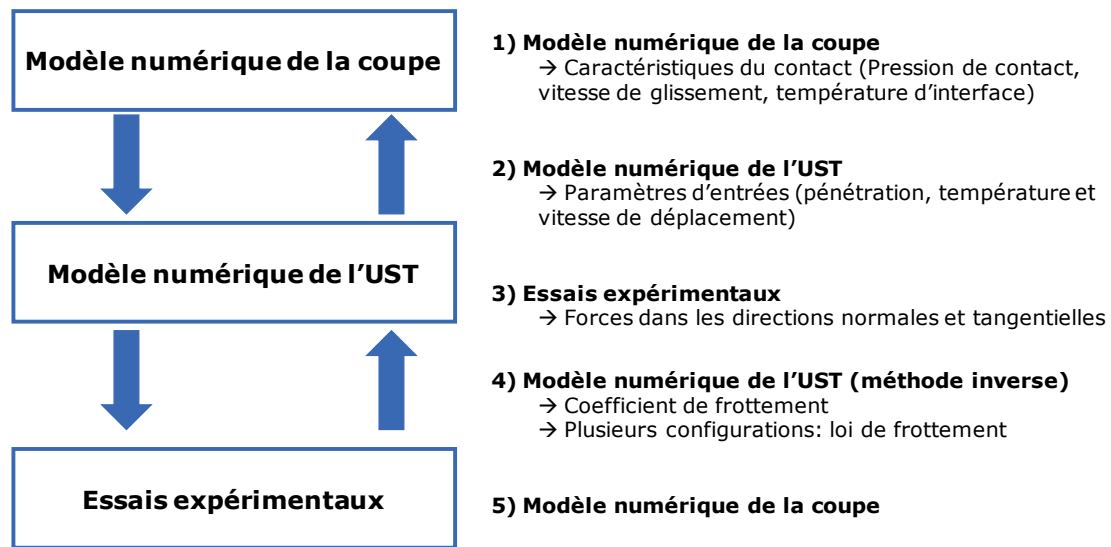 Modèle numérique de la coupe
Modèle numérique de l'UST
Essais expérimentaux
1) Modèle numérique de la coupe
→ Caractéristiques du contact (Pression de contact,
vitesse de glissement, température d'interface)
2) Modèle numérique de l'UST
→ Paramètres d'entrées (pénétration, température et
vitesse de déplacement)
3) Essais expérimentaux
→ Forces dans les directions normales et tangentielles
4) Modèle numérique de l'UST (méthode inverse)
→ Coefficient de frottement
→ Plusieurs configurations: loi de frottement
5) Modèle numérique de la coupe